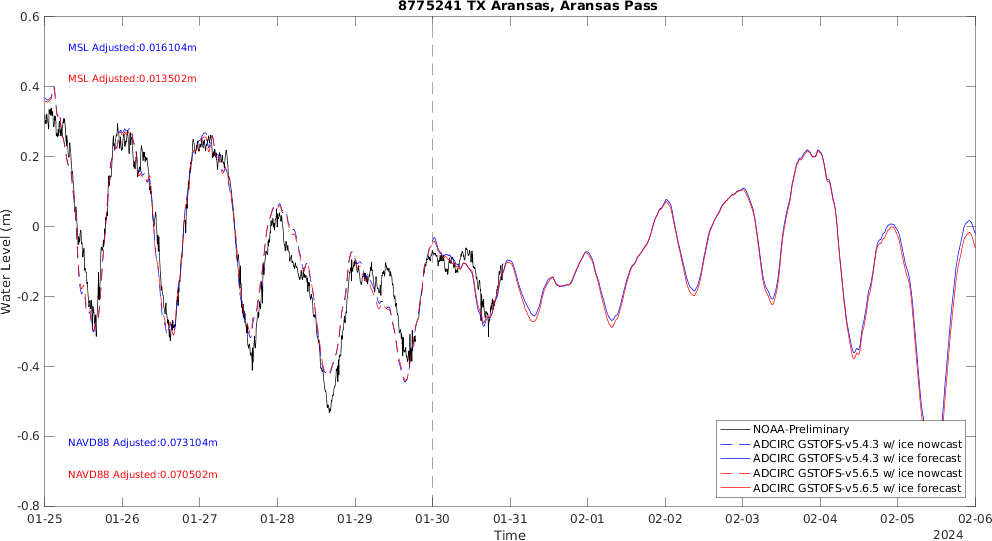 8775241 TX Aransas, Aransas Pass
0.6
0.4
0.2
0
-0.2
-0.4
-0.6
-0.8
Water Level (m)
MSL Adjusted:0.016104m
MSL Adjusted:0.013502m
NAVD88 Adjusted:0.073104m
NAVD88 Adjusted:0.070502m
NOAA-Preliminary
ADCIRC GSTOFS-v5.4.3 w/ ice nowcast
ADCIRC GSTOFS-v5.4.3 w/ ice forecast
ADCIRC GSTOFS-v5.6.5 w/ ice nowcast
ADCIRC GSTOFS-v5.6.5 w/ ice forecast
01-25 01-26 01-27 01-28 01-29 01-30 01-31 02-01 02-02 02-03 02-04 02-05 02-06
Time
2024